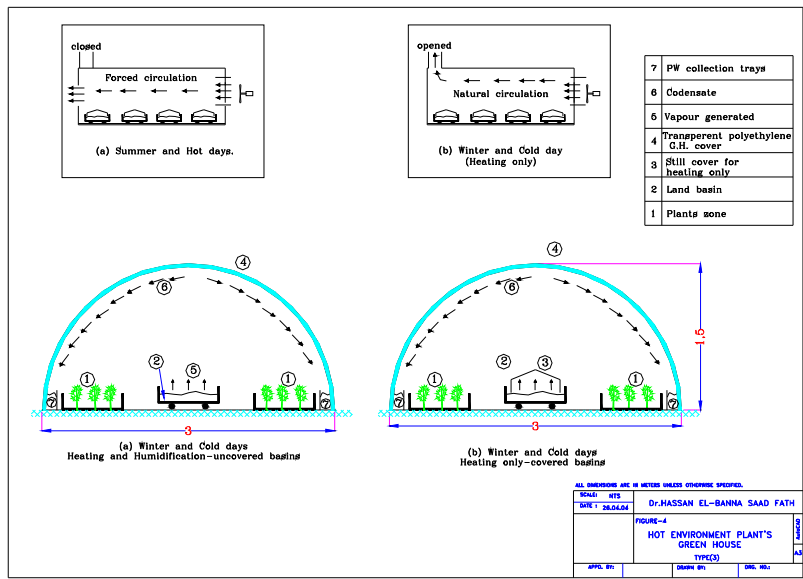 closed
Forced circulation
(a) Summer and Hot days.
opened
Natural circulation
(b) Winter and Cold day
(Heating only)
7 PW collection trays
6 Codensate
5 Vapour generated
4 Transperent polyethylene
G.H. cover
3 Still cover for
heating only
2 Land basin
1 Plants zone
4
6
1
2
5
1
7
7
3
(a) Winter and Cold days
Heating and Humidification-uncovered basins
4
6
1
2
3
1
7
7
3
1,5
(b) Winter and Cold days
Heating only-covered basins
ALL DIMENSIONS ARE IN METERS UNLESS OTHERWISE SPECIFIED.
SCALE: NTS
DATE : 26.04.04
Dr.HASSAN EL-BANNA SAAD FATH
FIGURE-4
HOT ENVIRONMENT PLANT'S
GREEN HOUSE
TYPE(3)
AutoCAD
A3
APPD. BY:
DRAWN BY:
DRG. NO.: